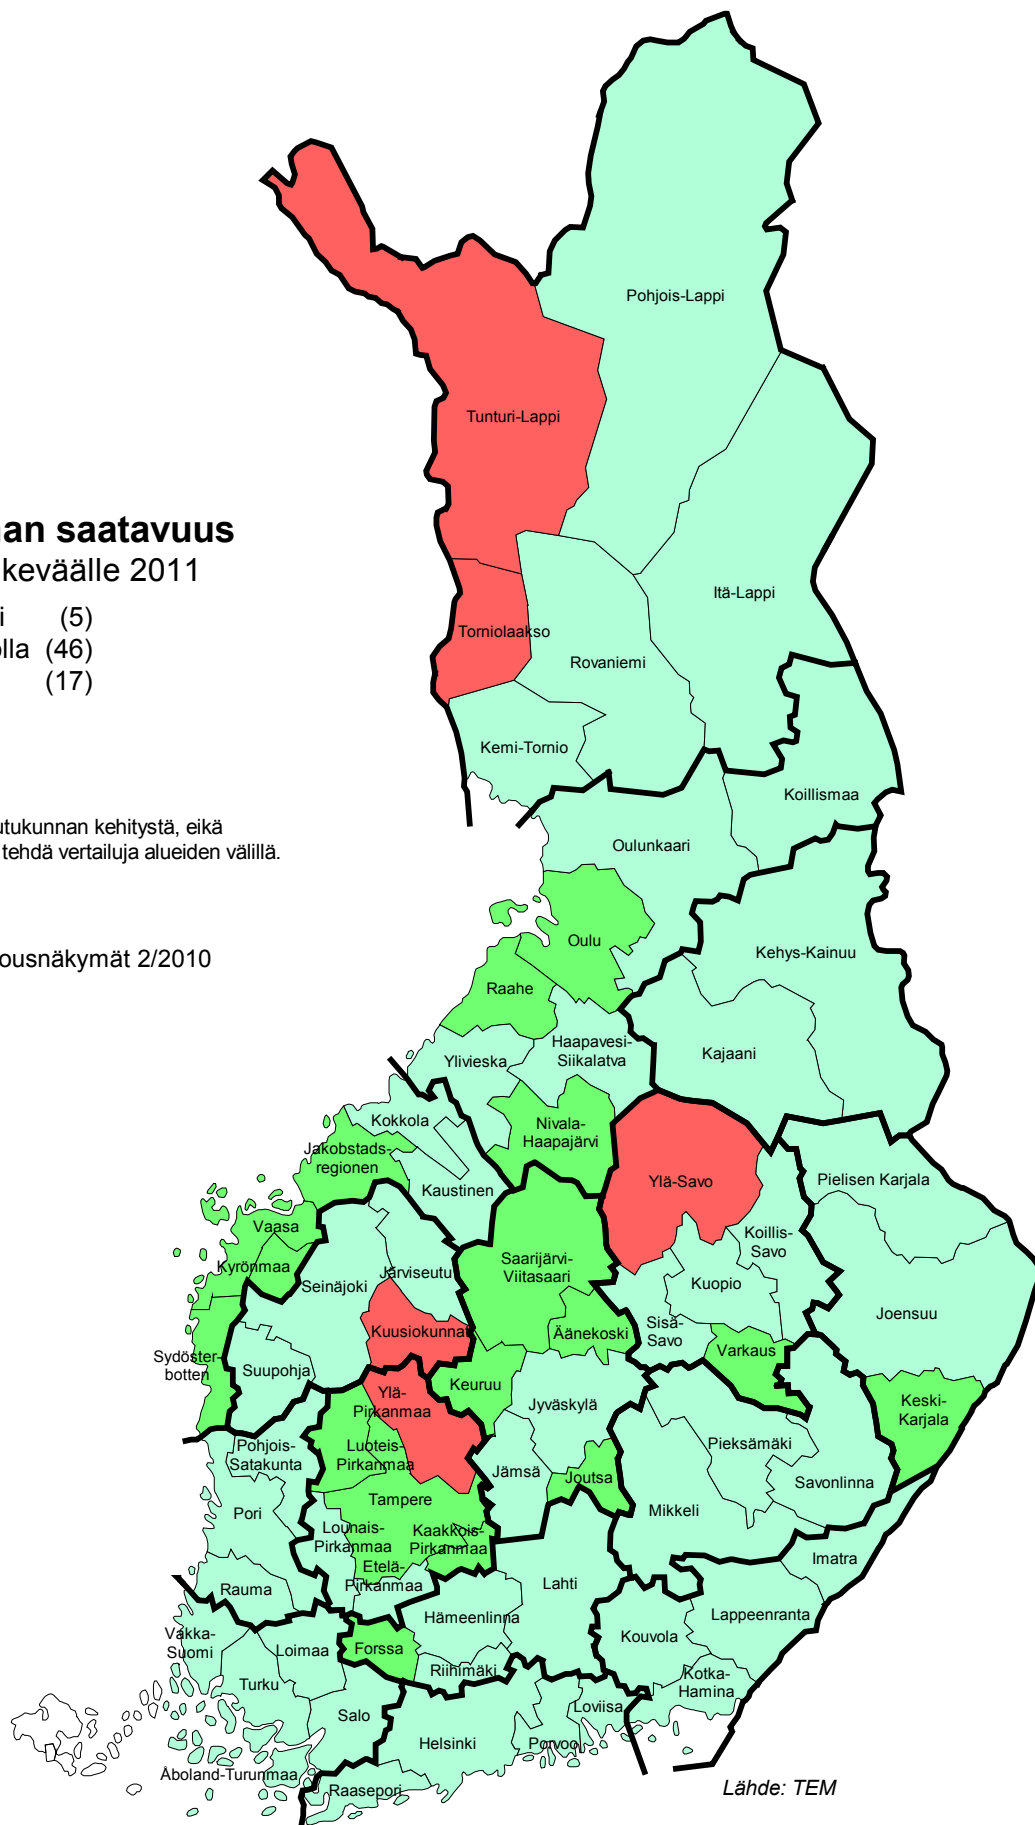 an saatavuus
keväälle 2011
i (5)
lla (46)
(17)
utukunnan kehitystä, eikä
tehdä vertailuja alueiden välillä.
ousnäkymät 2/2010
Pohjois-Lappi
Tunturi-Lappi
Itä-Lappi
Torniolaakso
Rovaniemi
Kemi-Tornio
Koillismaa
Oulunkaari
Oulu
Kehys-Kainuu
Raahe
Haapavesi-
Siikalatva
Ylivieska
Kajaani
Kokkola
Nivala-
Haapajärvi
Jakobstads-
regionen
Kaustinen
Ylä-Savo
Pielisen Karjala
Vaasa
Koillis-
Savo
Kyrönmaa
Saarijärvi-
Viitasaari
Järviseutu
Seinäjoki
Kuopio
Joensuu
Kuusiokunnat
Äänekoski
Sisä-
Savo
Varkaus
Sydöster-
botten
Suupohja
Keuruu
Ylä-
Pirkanmaa
Jyväskylä
Keski-
Karjala
Pohjois-
Satakunta
Luoteis-
Pirkanmaa
Pieksämäki
Jämsä
Joutsa
Savonlinna
Tampere
Mikkeli
Pori
Lounais-
Pirkanmaa
Kaakkois-
Pirkanmaa
Imatra
Etelä-
Pirkanmaa
Rauma
Lahti
Hämeenlinna
Lappeenranta
Vakka-
Suomi
Loimaa
Forssa
Kouvola
Riihimäki
Turku
Kotka-
Hamina
Salo
Loviisa
Helsinki
Porvoo
Åboland-Turunmaa
Raasepori
Lähde: TEM